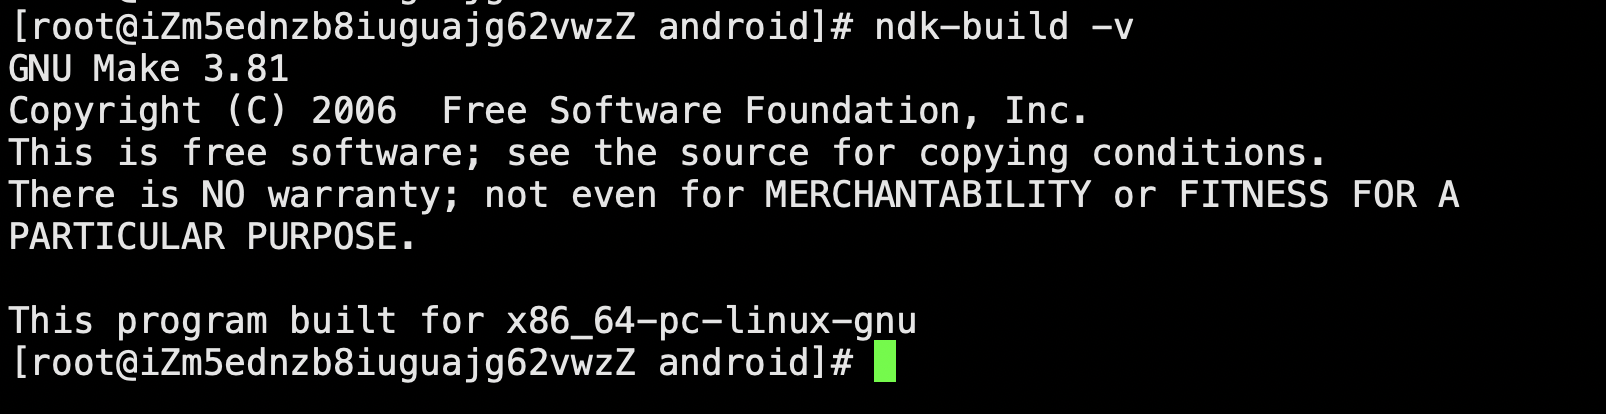 [root@iZm5ednzb8iuguajg62vwzZ android]# ndk-build -v
GNU Make 3.81
Copyright (C) 2006  Free Software Foundation, Inc.
This is free software; see the source for copying conditions.
There is NO warranty; not even for MERCHANTABILITY or FITNESS FOR A
PARTICULAR PURPOSE.

This program built for x86_64-pc-linux-gnu
[root@iZm5ednzb8iuguajg62vwzZ android]#